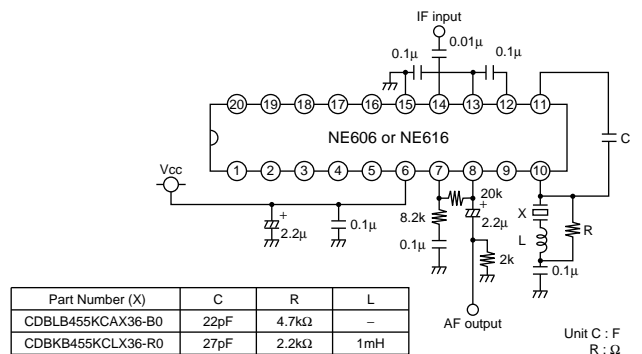 IF input
0.01μ
0.1μ
0.1μ
20 19 18 17 16 15 14 13 12 11
NE606 or NE616
C
1 2 3 4 5 6 7 8 9 10
Vcc
20k
+
2.2μ
0.1μ
8.2k
+
2.2μ
X
R
L
0.1μ
2k
0.1μ
AF output
Part Number (X) C R L
CDBLB455KCAX36-B0 22pF 4.7kΩ –
CDBKB455KCLX36-R0 27pF 2.2kΩ 1mH
Unit C : F
R : Ω